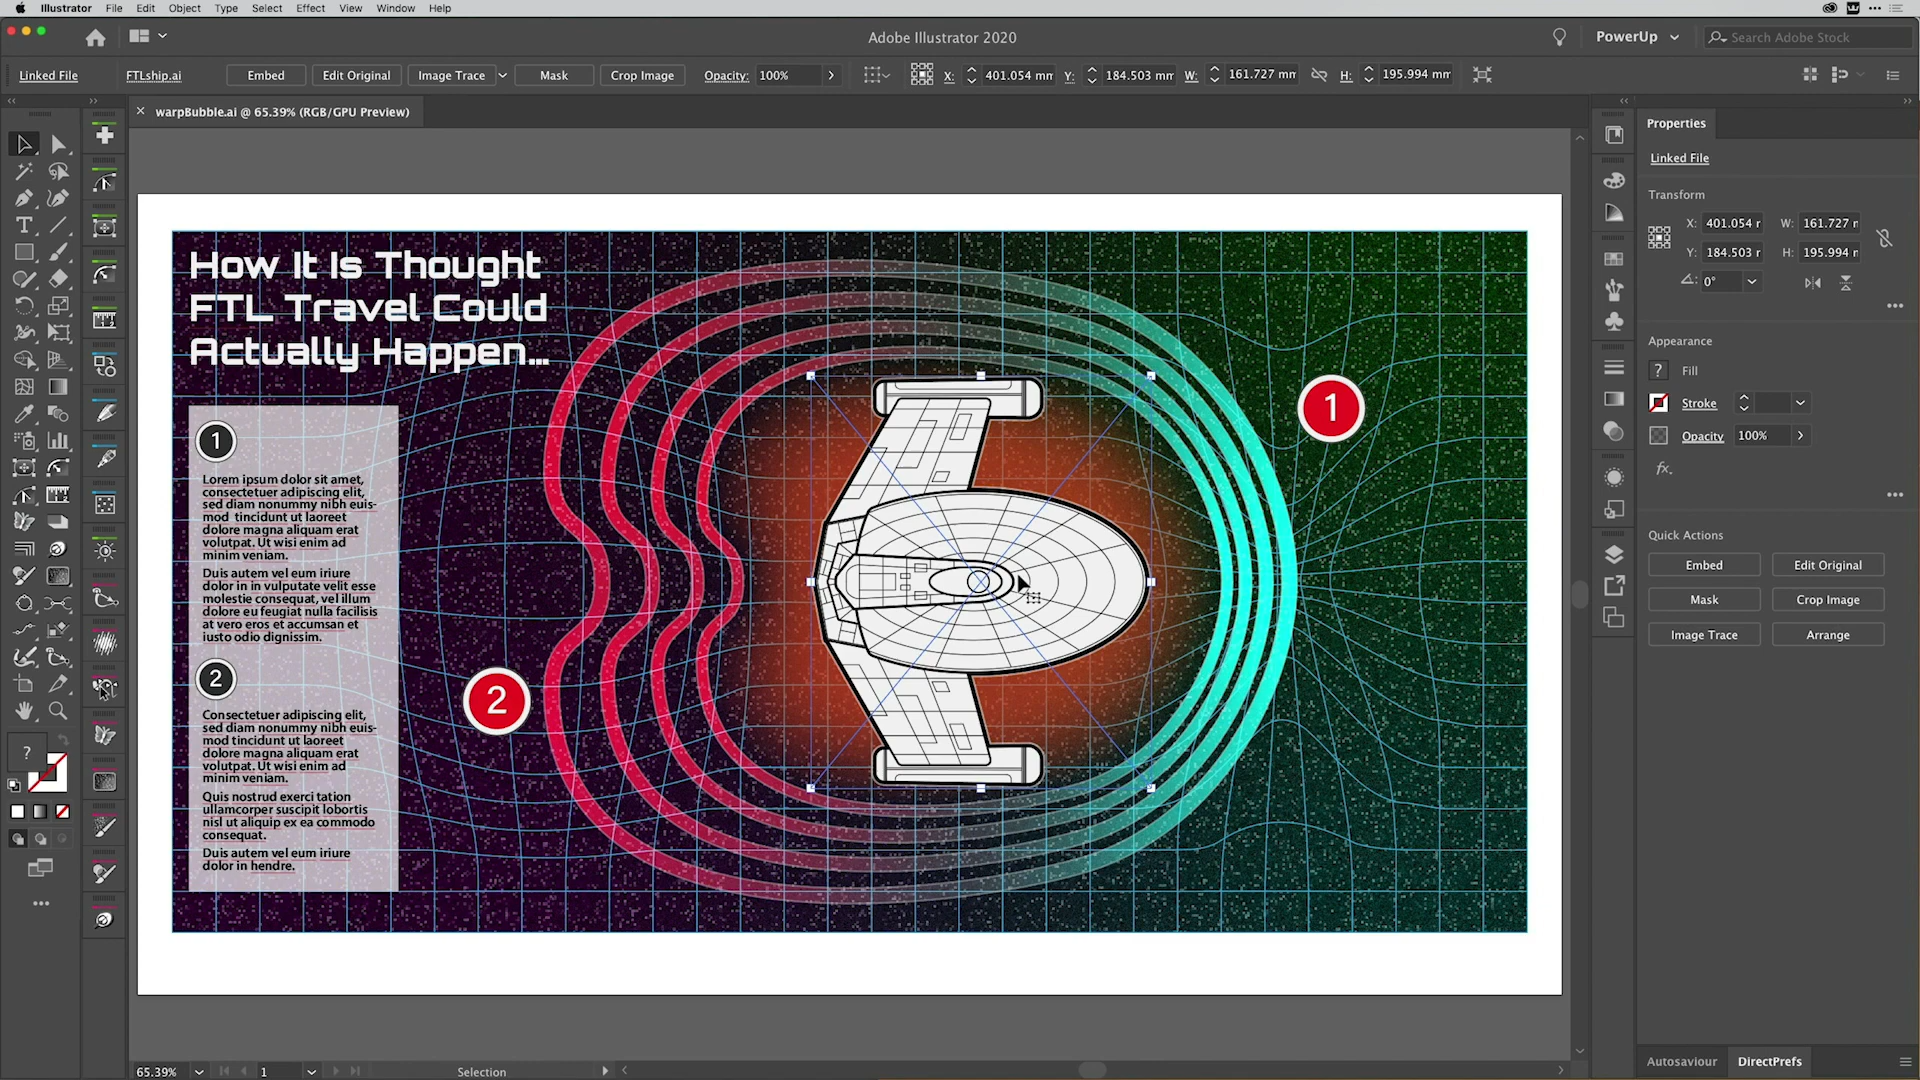 Illustrator File Edit Object Type Select Effect View Window Help
Adobe Illustrator 2020
PowerUp
Search Adobe Stock
Linked File FTLship.ai Embed Edit Original Image Trace Mask Crop Image Opacity: 100% X: 401.054 mm Y: 184.503 mm W: 161.727 mm H: 195.994 mm
× warpBubble.ai @ 65.39% (RGB/GPU Preview)
How It Is Thought
FTL Travel Could
Actually Happen...
1
Lorem ipsum dolor sit amet,
consectetuer adipiscing elit,
sed diam nonummy nibh euis-
mod tincidunt ut laoreet
dolore magna aliquam erat
volutpat. Ut wisi enim ad
minim veniam.
Duis autem vel eum iriure
dolor in in vulputate velit esse
molestie consequat, vel illum
dolore eu feugiat nulla facilisis
at vero eros et accumsan et
iusto odio dignissim.
2
Consectetuer adipiscing elit,
sed diam nonummy nibh euis-
mod tincidunt ut laoreet
dolore magna aliquam erat
volutpat. Ut wisi enim ad
minim veniam.
Quis nostrud exerci tation
ullamcorper suscipit lobortis
nisl ut aliquip ex ea commodo
consequat.
Duis autem vel eum iriure
dolor in hendre.
1
2
Properties
Linked File
Transform
X: 401.054 r W: 161.727 r
Y: 184.503 r H: 195.994 r
0°
Appearance
? Fill
Stroke
Opacity 100%
fx.
Quick Actions
Embed Edit Original
Mask Crop Image
Image Trace Arrange
?
65.39% 1 Selection
Autosaviour DirectPrefs